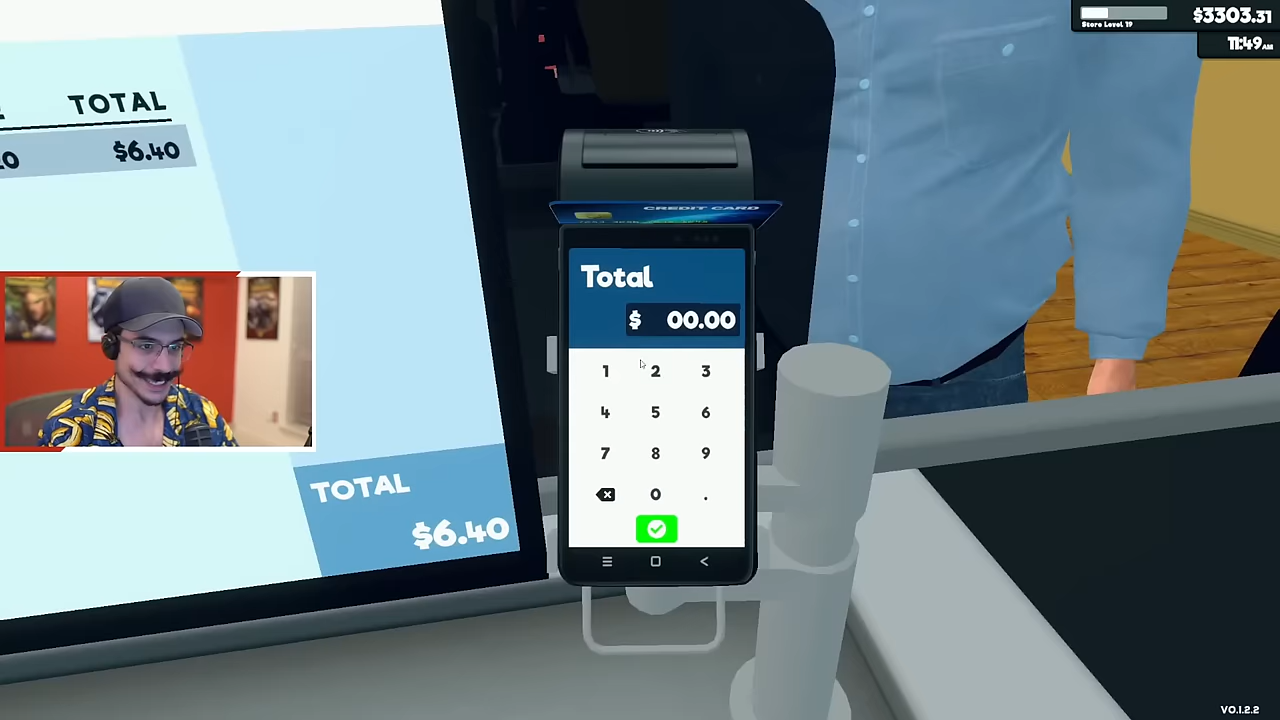 $3303.31
Store Level 19
11:49AM
TOTAL
$6.40
CREDIT CARD
Total
$ 00.00
1 2 3
4 5 6
7 8 9
0 .
TOTAL
$6.40
V0.1.2.2